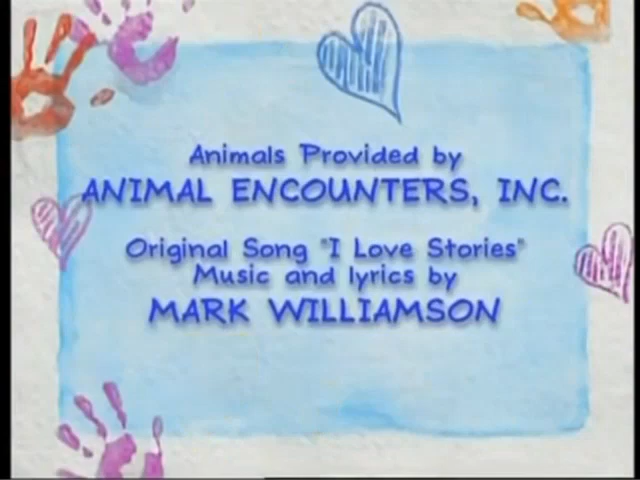 Animals Provided by
ANIMAL ENCOUNTERS, INC.
Original Song "I Love Stories"
Music and lyrics by
MARK WILLIAMSON